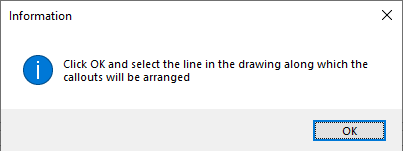 Information
Click OK and select the line in the drawing along which the
callouts will be arranged
OK